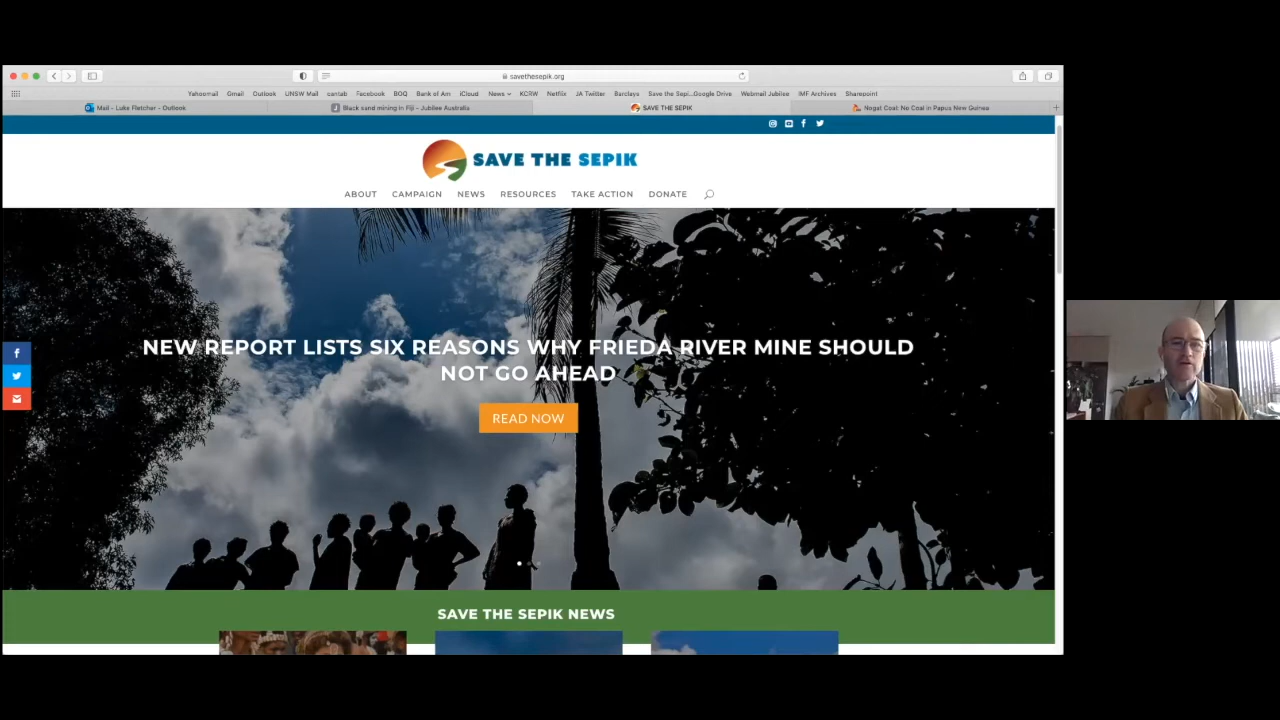 savethesepik.org
Yahoomail Gmail Outlook UNSW Mail cantab Facebook BOQ Bank of Am iCloud News KCRW Netflix JA Twitter Barclays Save the Sepi...Google Drive Webmail Jubilee IMF Archives Sharepoint
Mail - Luke Fletcher - Outlook
Black sand mining in Fiji - Jubilee Australia
SAVE THE SEPIK
Nogat Coal: No Coal in Papua New Guinea
SAVE THE SEPIK
ABOUT CAMPAIGN NEWS RESOURCES TAKE ACTION DONATE
NEW REPORT LISTS SIX REASONS WHY FRIEDA RIVER MINE SHOULD
NOT GO AHEAD
READ NOW
SAVE THE SEPIK NEWS